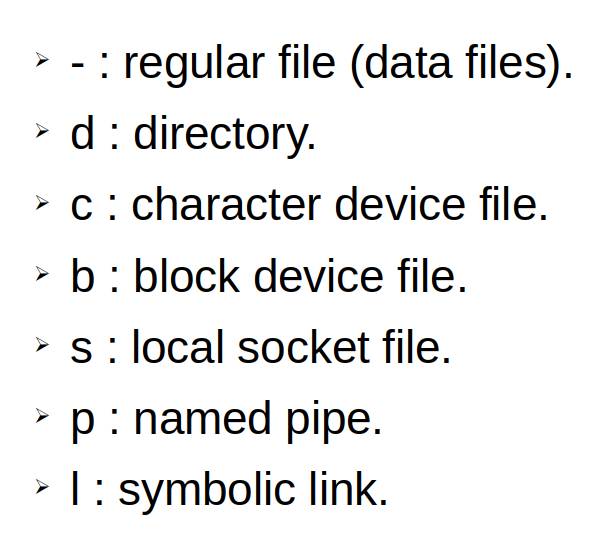 ➢ - : regular file (data files).
➢ d : directory.
➢ c : character device file.
➢ b : block device file.
➢ s : local socket file.
➢ p : named pipe.
➢ l : symbolic link.